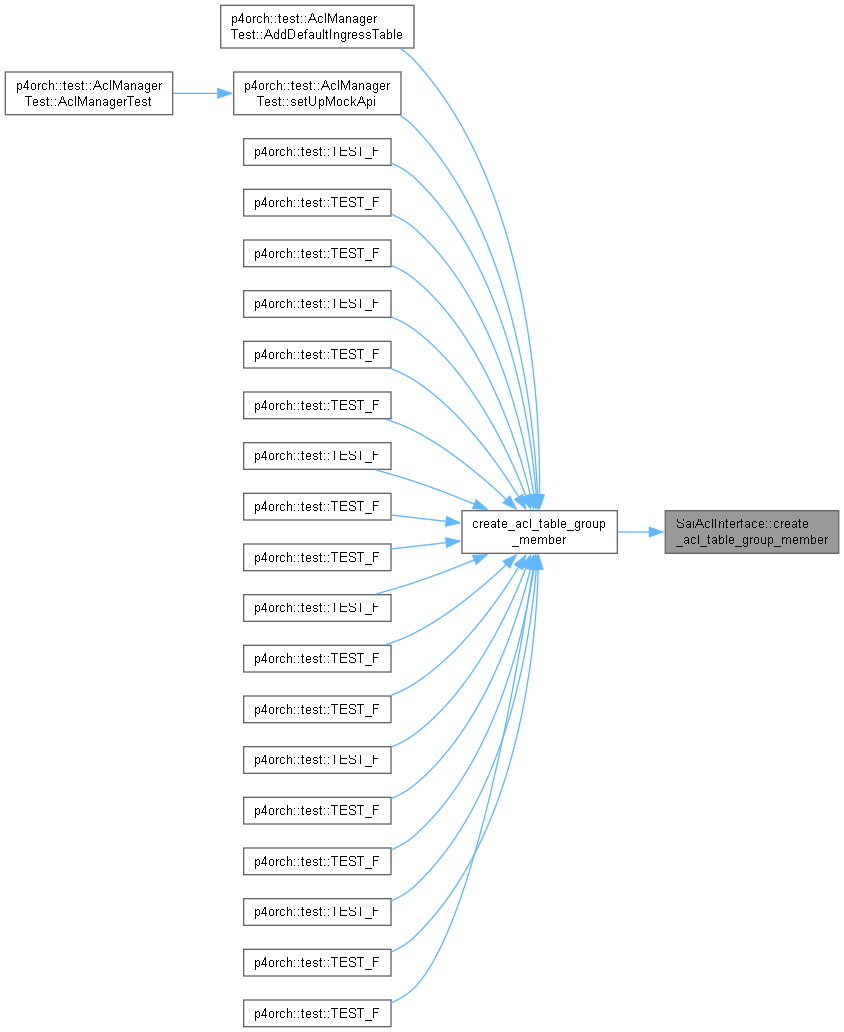 p4orch::test::AclManager
Test::AddDefaultIngressTable
p4orch::test::AclManager
Test::AclManagerTest
p4orch::test::AclManager
Test::setUpMockApi
p4orch::test::TEST_F
p4orch::test::TEST_F
p4orch::test::TEST_F
p4orch::test::TEST_F
p4orch::test::TEST_F
p4orch::test::TEST_F
p4orch::test::TEST_F
p4orch::test::TEST_F
create_acl_table_group
_member
SaiAclInterface::create
_acl_table_group_member
p4orch::test::TEST_F
p4orch::test::TEST_F
p4orch::test::TEST_F
p4orch::test::TEST_F
p4orch::test::TEST_F
p4orch::test::TEST_F
p4orch::test::TEST_F
p4orch::test::TEST_F
p4orch::test::TEST_F
p4orch::test::TEST_F